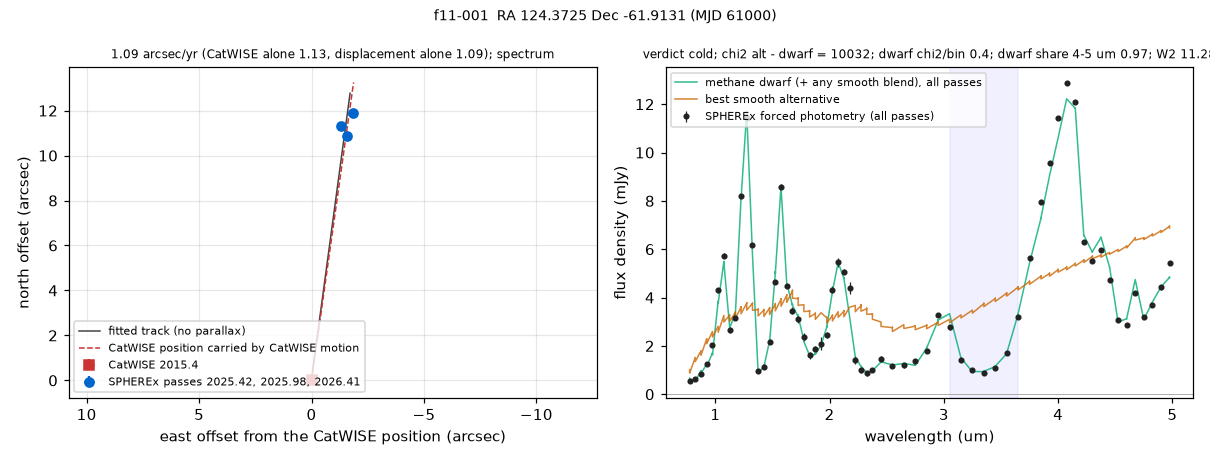 f11-001 RA 124.3725 Dec -61.9131 (MJD 61000)
1.09 arcsec/yr (CatWISE alone 1.13, displacement alone 1.09); spectrum
north offset (arcsec)
12
10
8
6
4
2
0
fitted track (no parallax)
CatWISE position carried by CatWISE motion
CatWISE 2015.4
SPHEREx passes 2025.42, 2025.98, 2026.41
10
5
0
−5
−10
east offset from the CatWISE position (arcsec)
verdict cold; chi2 alt - dwarf = 10032; dwarf chi2/bin 0.4; dwarf share 4-5 um 0.97; W2 11.28
flux density (mJy)
12
10
8
6
4
2
0
methane dwarf (+ any smooth blend), all passes
best smooth alternative
SPHEREx forced photometry (all passes)
1
2
3
4
5
wavelength (um)